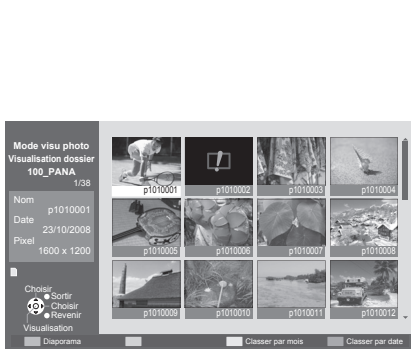 Mode visu photo
Visualisation dossier
100_PANA
1/38
Nom
p1010001
Date
23/10/2008
Pixel
1600 x 1200
Choisir
Sortir
Choisir
Revenir
Visualisation
p1010001 p1010002 p1010003 p1010004
p1010005 p1010006 p1010007 p1010008
p1010009 p1010010 p1010011 p1010012
Diaporama Classer par mois Classer par date